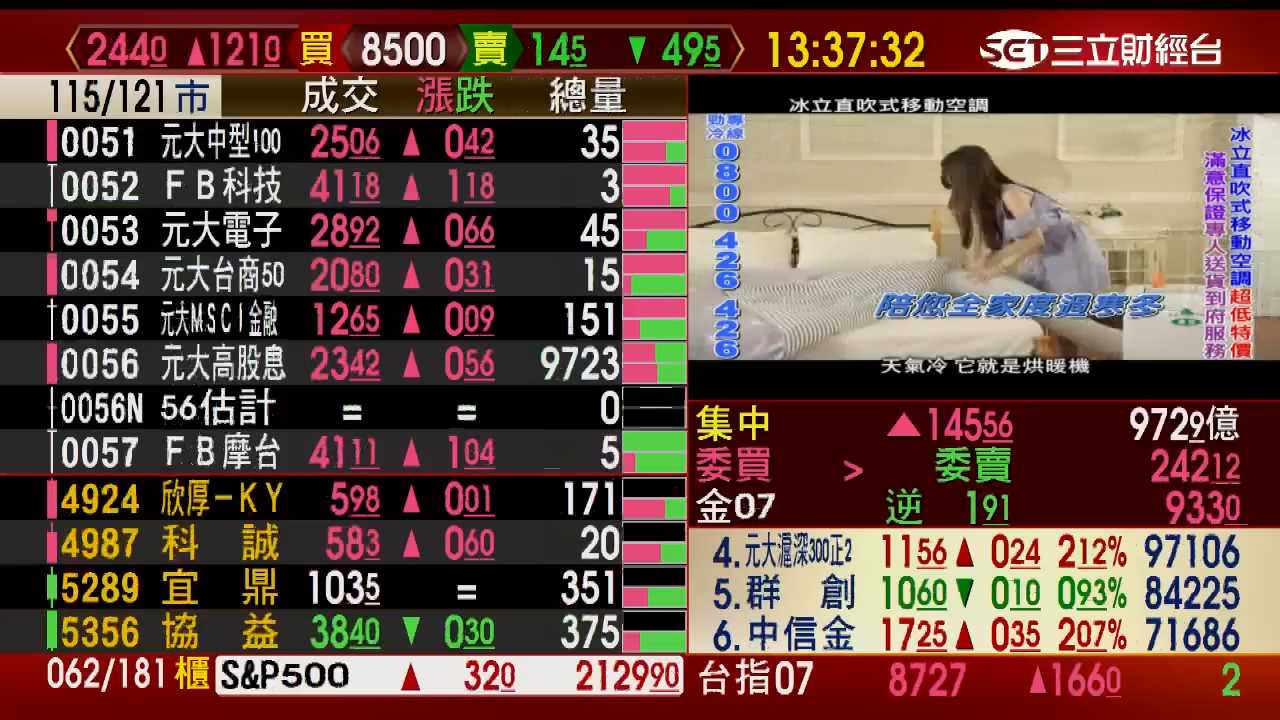 2440 ▲1210 買 8500 賣 145 ▼ 495 13:37:32 SET三立財經台
115/121市 成交 漲跌 總量
0051 元大中型100 2506 ▲ 042 35
0052 FB科技 4118 ▲ 118 3
0053 元大電子 2892 ▲ 066 45
0054 元大台商50 2080 ▲ 031 15
0055 元大MSCI金融 1265 ▲ 009 151
0056 元大高股息 2342 ▲ 056 9723
0056N 56估計 = = 0
0057 FB摩台 4111 ▲ 104 5
4924 欣厚-KY 598 ▲ 001 171
4987 科誠 583 ▲ 060 20
5289 宜鼎 1035 = 351
5356 協益 3840 ▼ 030 375
062/181櫃 S&P500 ▲ 320 212990
冰立直吹式移動空調
專線
0800 426 426
冰立直吹式移動空調超低特價
滿意保證專人送貨到府服務
陪您全家度過寒冬
天氣冷 它就是烘暖機
集中 ▲1456 9729億
委買 > 委賣 24212
金07 逆 191 9330
4.元大滬深300正2 1156 ▲ 024 212% 97106
5.群創 1060 ▼ 010 093% 84225
6.中信金 1725 ▲ 035 207% 71686
台指07 8727 ▲1660 2